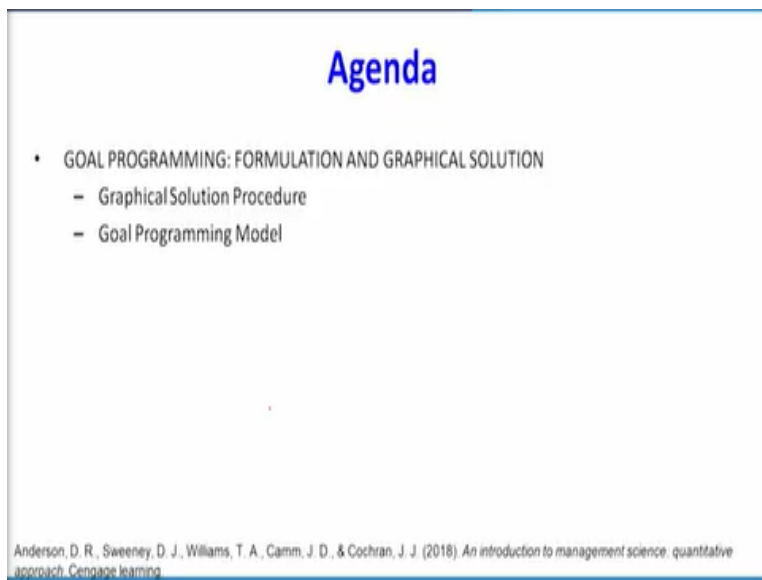 Agenda
• GOAL PROGRAMMING: FORMULATION AND GRAPHICAL SOLUTION
– Graphical Solution Procedure
– Goal Programming Model
Anderson, D. R., Sweeney, D. J., Williams, T. A., Camm, J. D., & Cochran, J. J. (2018). An introduction to management science: quantitative
approach. Cengage learning